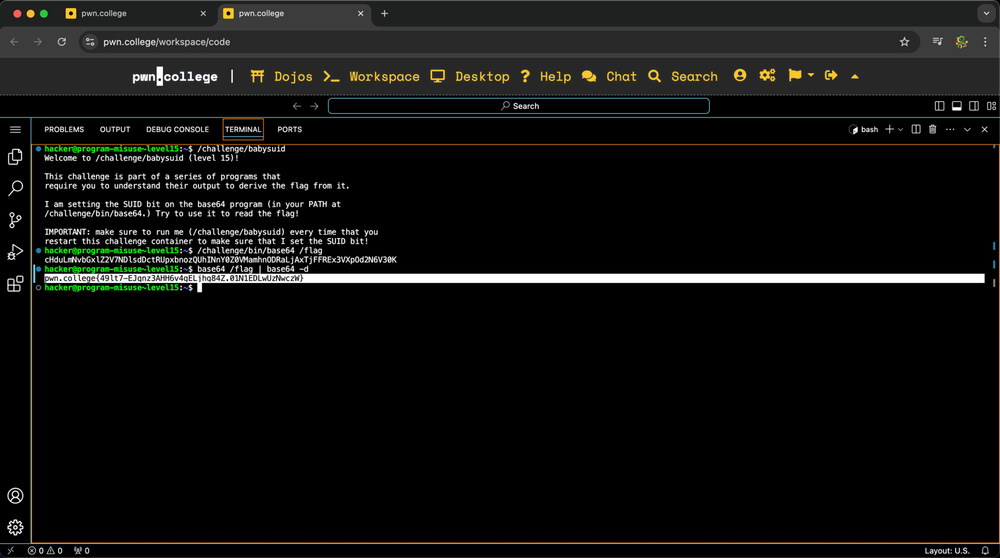 pwn.college
pwn.college
pwn.college/workspace/code
pwn.college | Dojos Workspace Desktop Help Chat Search
Search
PROBLEMS OUTPUT DEBUG CONSOLE TERMINAL PORTS bash
hacker@program-misuse~level15:~$ /challenge/babysuid
Welcome to /challenge/babysuid (level 15)!
This challenge is part of a series of programs that
require you to understand their output to derive the flag from it.
I am setting the SUID bit on the base64 program (in your PATH at
/challenge/bin/base64.) Try to use it to read the flag!
IMPORTANT: make sure to run me (/challenge/babysuid) every time that you
restart this challenge container to make sure that I set the SUID bit!
hacker@program-misuse~level15:~$ /challenge/bin/base64 /flag
cHduLmNvbGxlZ2V7NDlsdDctRUpxbnozQUhINnY0Z0VMamhnODRaLjAxTjFFREx3VXpOd2N6V30K
hacker@program-misuse~level15:~$ base64 /flag | base64 -d
pwn.college{49lt7-EJqnz3AHH6v4gELjhg84Z.01N1EDLwUzNwczW}
hacker@program-misuse~level15:~$
0 0 0 Layout: U.S.